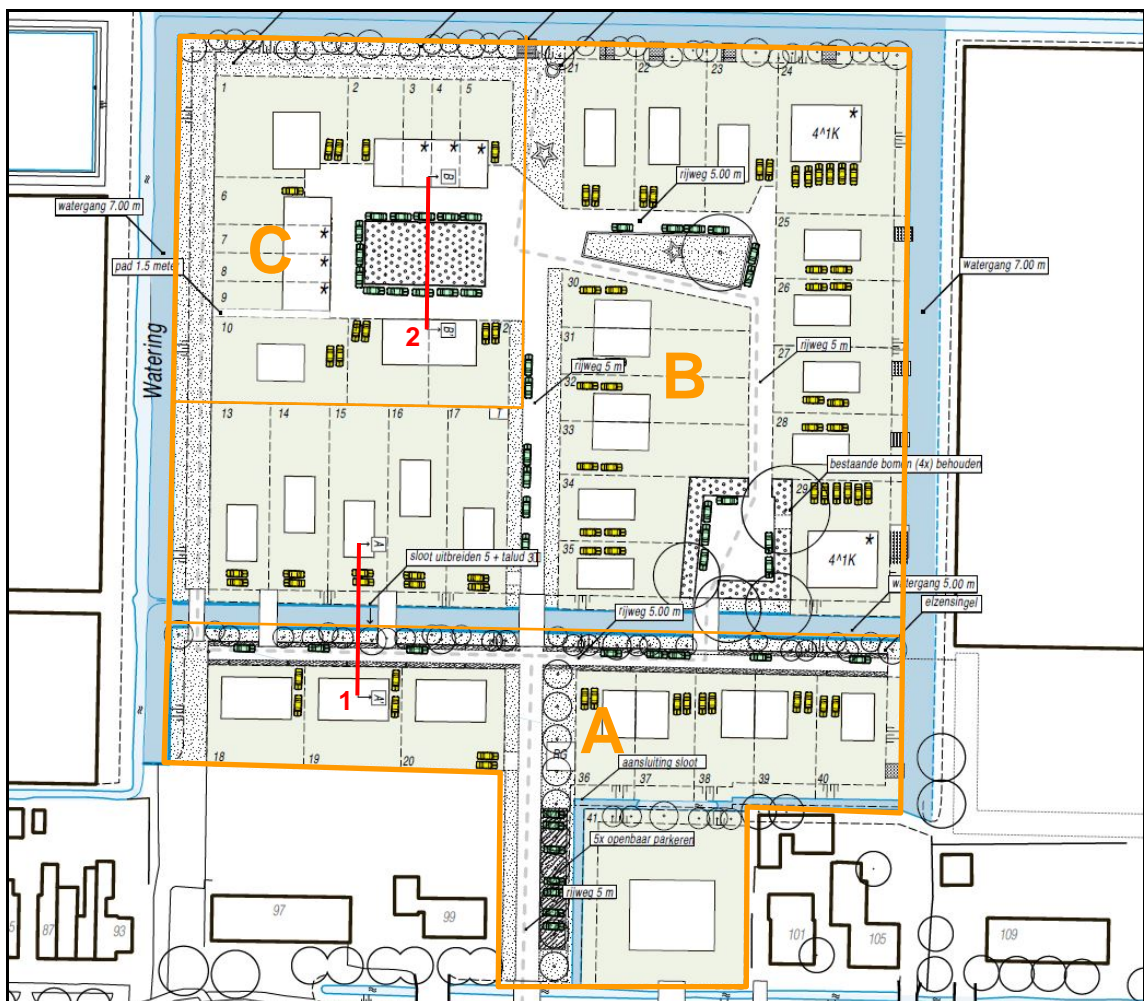 21
22
23
24
1
2
3
4
5
*
*
*
*
4^1K
B
rijweg 5.00 m
6
watergang 7.00 m
7
*
C
25
pad 1.5 meter
8
*
watergang 7.00 m
9
*
30
26
10
2
B'
31
27
rijweg 5 m
B
rijweg 5 m
Watering
32
13
14
15
16
17
T
33
28
bestaande bomen (4x) behouden
34
29
*
A
35
4^1K
sloot uitbreiden 5 + talud 3
watergang 5.00 m
rijweg 5.00 m
elzensingel
1
A'
A
RG
18
19
20
aansluiting sloot
36
37
38
39
40
41
5x openbaar parkeren
rijweg 5 m
87
93
97
99
101
105
109